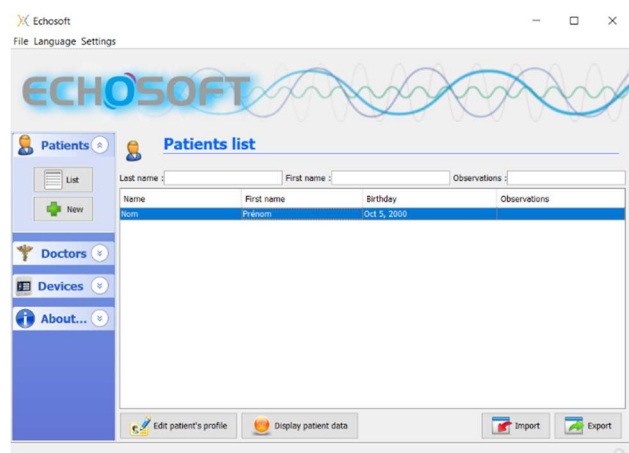 Echosoft
File Language Settings
ECHOSOFT
Patients
List
New
Doctors
Devices
About...
Patients list
Last name : First name : Observations :
Name First name Birthday Observations
Nom Prénom Oct 5, 2000
Edit patient's profile Display patient data Import Export